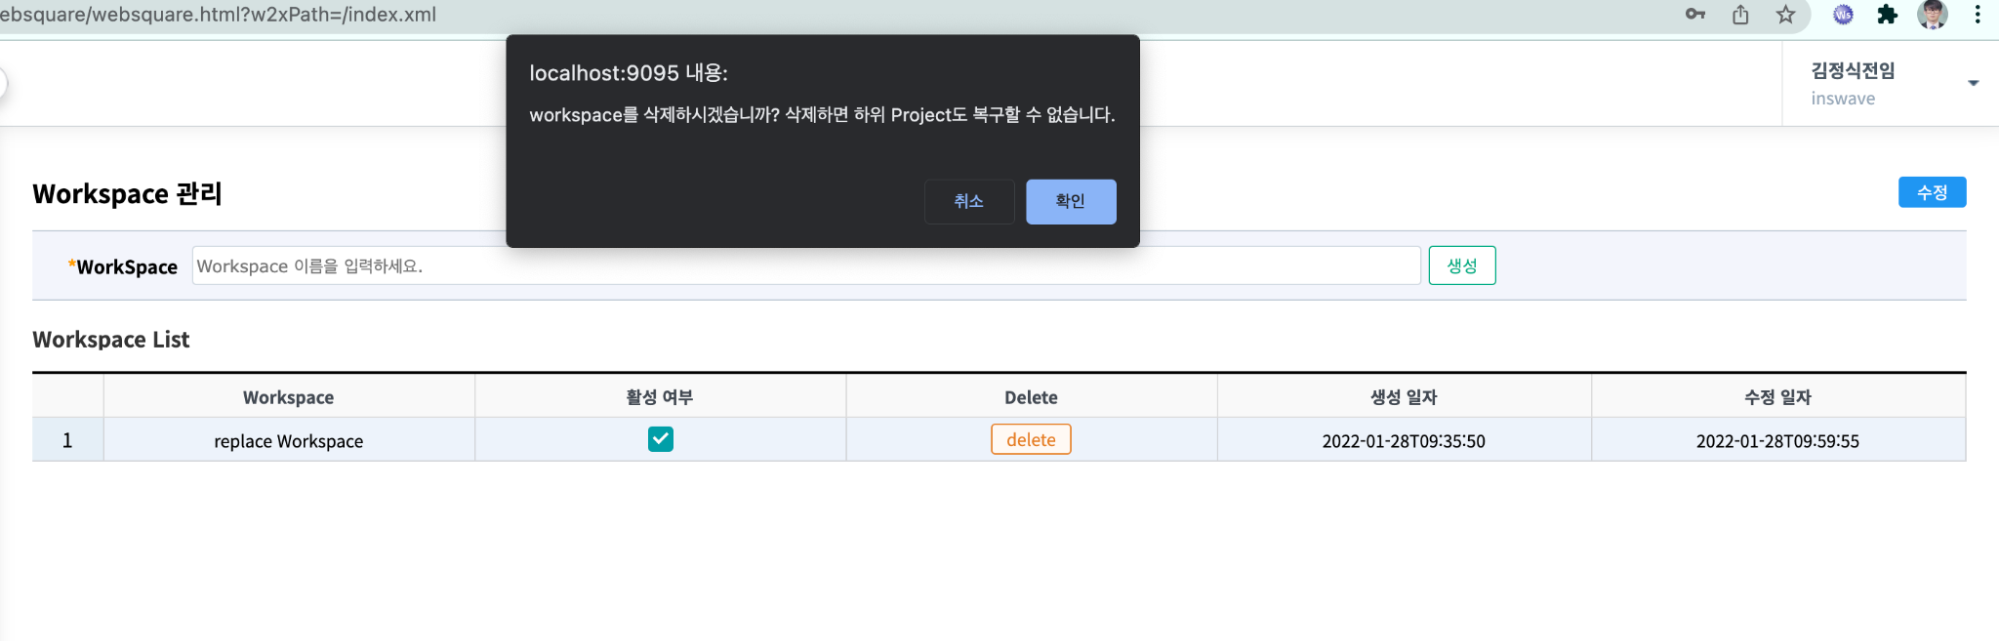 ebsquare/websquare.html?w2xPath=/index.xml
Ws
localhost:9095 내용:
workspace를 삭제하시겠습니까? 삭제하면 하위 Project도 복구할 수 없습니다.
취소
확인
김정식전임
inswave
Workspace 관리
수정
*WorkSpace
Workspace 이름을 입력하세요.
생성
Workspace List
Workspace
활성 여부
Delete
생성 일자
수정 일자
1
replace Workspace
delete
2022-01-28T09:35:50
2022-01-28T09:59:55